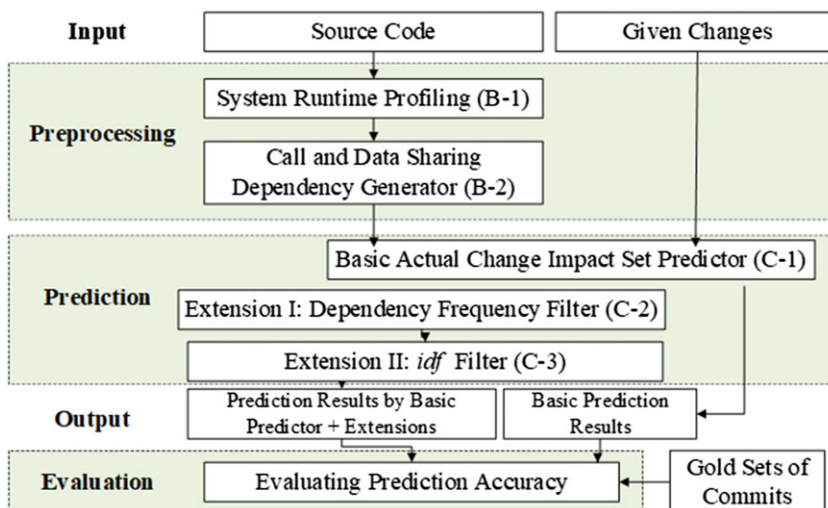 Input
Source Code
Given Changes
Preprocessing
System Runtime Profiling (B-1)
Call and Data Sharing
Dependency Generator (B-2)
Prediction
Basic Actual Change Impact Set Predictor (C-1)
Extension I: Dependency Frequency Filter (C-2)
Extension II: idf Filter (C-3)
Output
Prediction Results by Basic
Predictor + Extensions
Basic Prediction
Results
Evaluation
Evaluating Prediction Accuracy
Gold Sets of
Commits